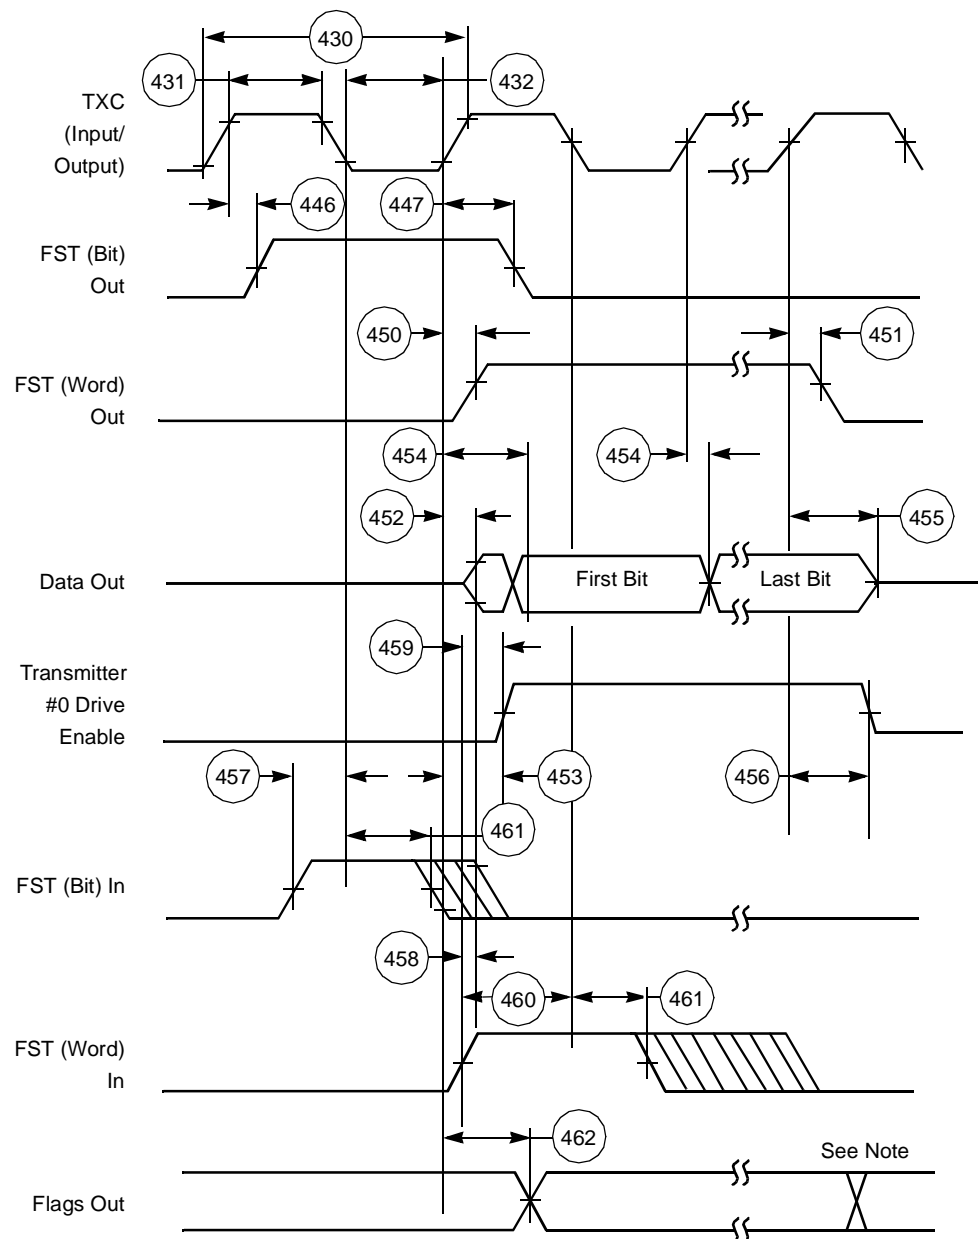 430
431
432
TXC
(Input/
Output)
446
447
FST (Bit)
Out
450
451
FST (Word)
Out
454
454
452
455
Data Out
First Bit
Last Bit
459
Transmitter
#0 Drive
Enable
457
453
456
461
FST (Bit) In
458
460
461
FST (Word)
In
462
See Note
Flags Out